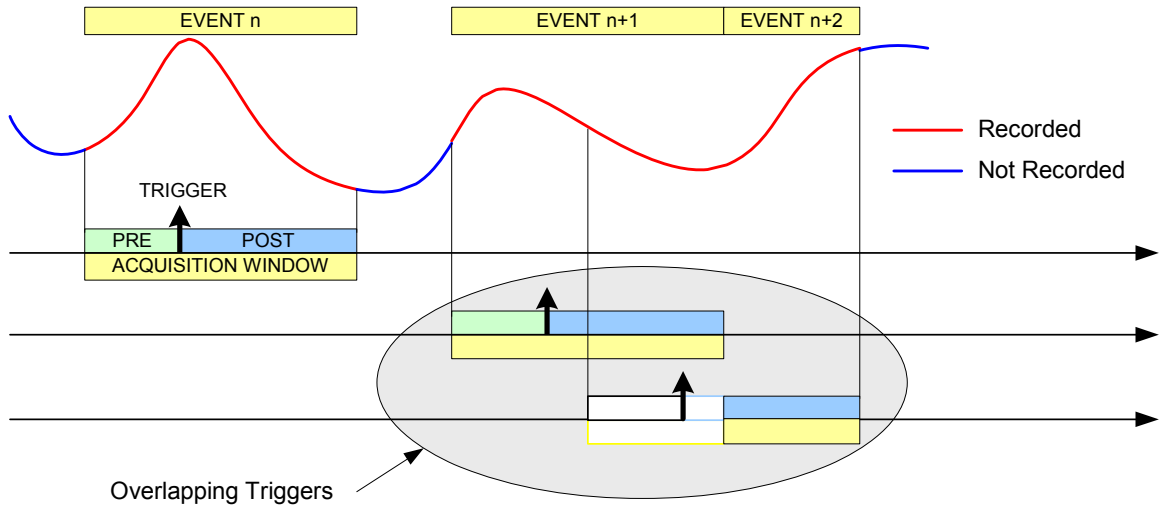 EVENT n
EVENT n+1
EVENT n+2
Recorded
Not Recorded
TRIGGER
PRE
POST
ACQUISITION WINDOW
Overlapping Triggers